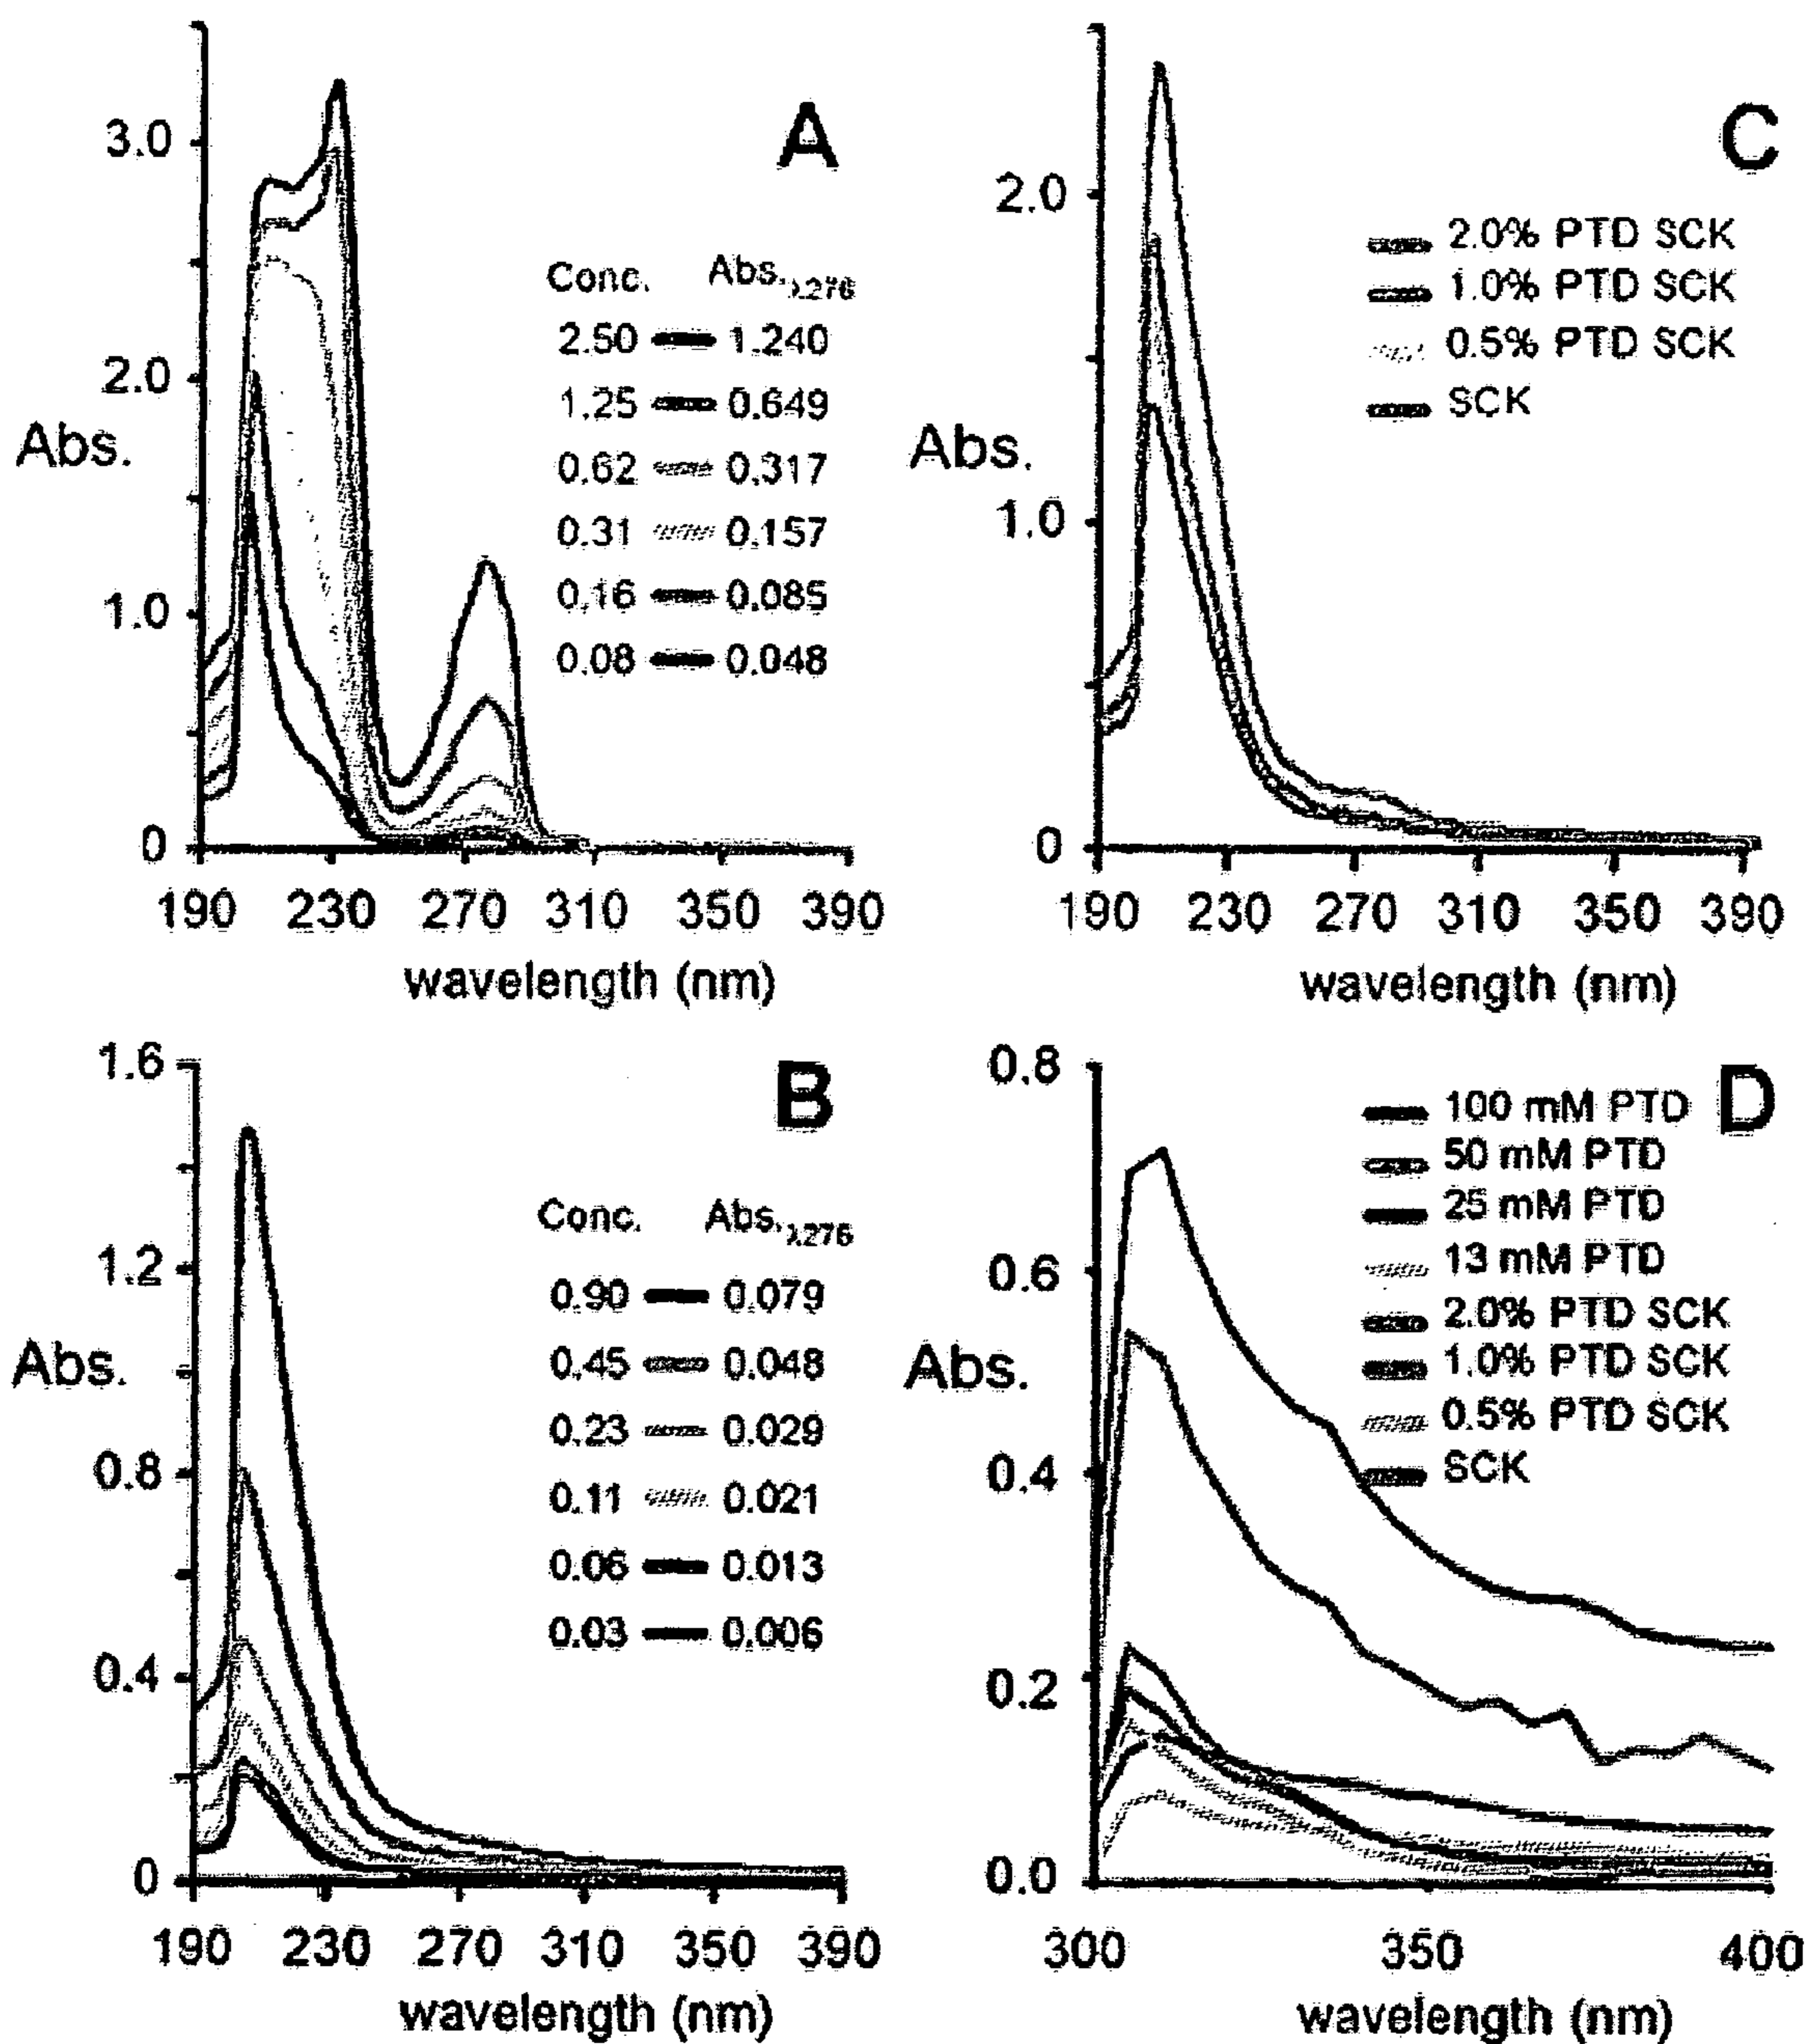 A
3.0
2.0
Abs.
1.0
0
190 230 270 310 350 390
wavelength (nm)
Conc. Abs.λ276
2.50 1.240
1.25 0.649
0.62 0.317
0.31 0.157
0.16 0.085
0.08 0.048
C
2.0
Abs.
1.0
0
190 230 270 310 350 390
wavelength (nm)
2.0% PTD SCK
1.0% PTD SCK
0.5% PTD SCK
SCK
B
1.6
1.2
Abs.
0.8
0.4
0
190 230 270 310 350 390
wavelength (nm)
Conc. Abs.λ276
0.90 0.079
0.45 0.048
0.23 0.029
0.11 0.021
0.06 0.013
0.03 0.006
D
0.8
0.6
Abs.
0.4
0.2
0.0
300 350 400
wavelength (nm)
100 mM PTD
50 mM PTD
25 mM PTD
13 mM PTD
2.0% PTD SCK
1.0% PTD SCK
0.5% PTD SCK
SCK